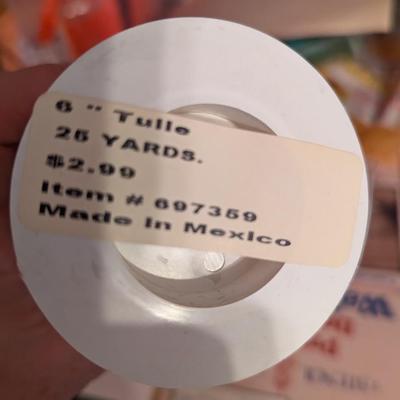 6 " Tulle
25 YARDS.
$2.99
Item # 697359
Made in Mexico